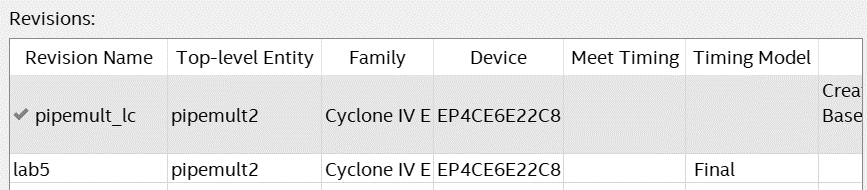 Revisions:
Revision Name Top-level Entity Family Device Meet Timing Timing Model
pipemult_lc pipemult2 Cyclone IV E EP4CE6E22C8 Crea
Base
lab5 pipemult2 Cyclone IV E EP4CE6E22C8 Final